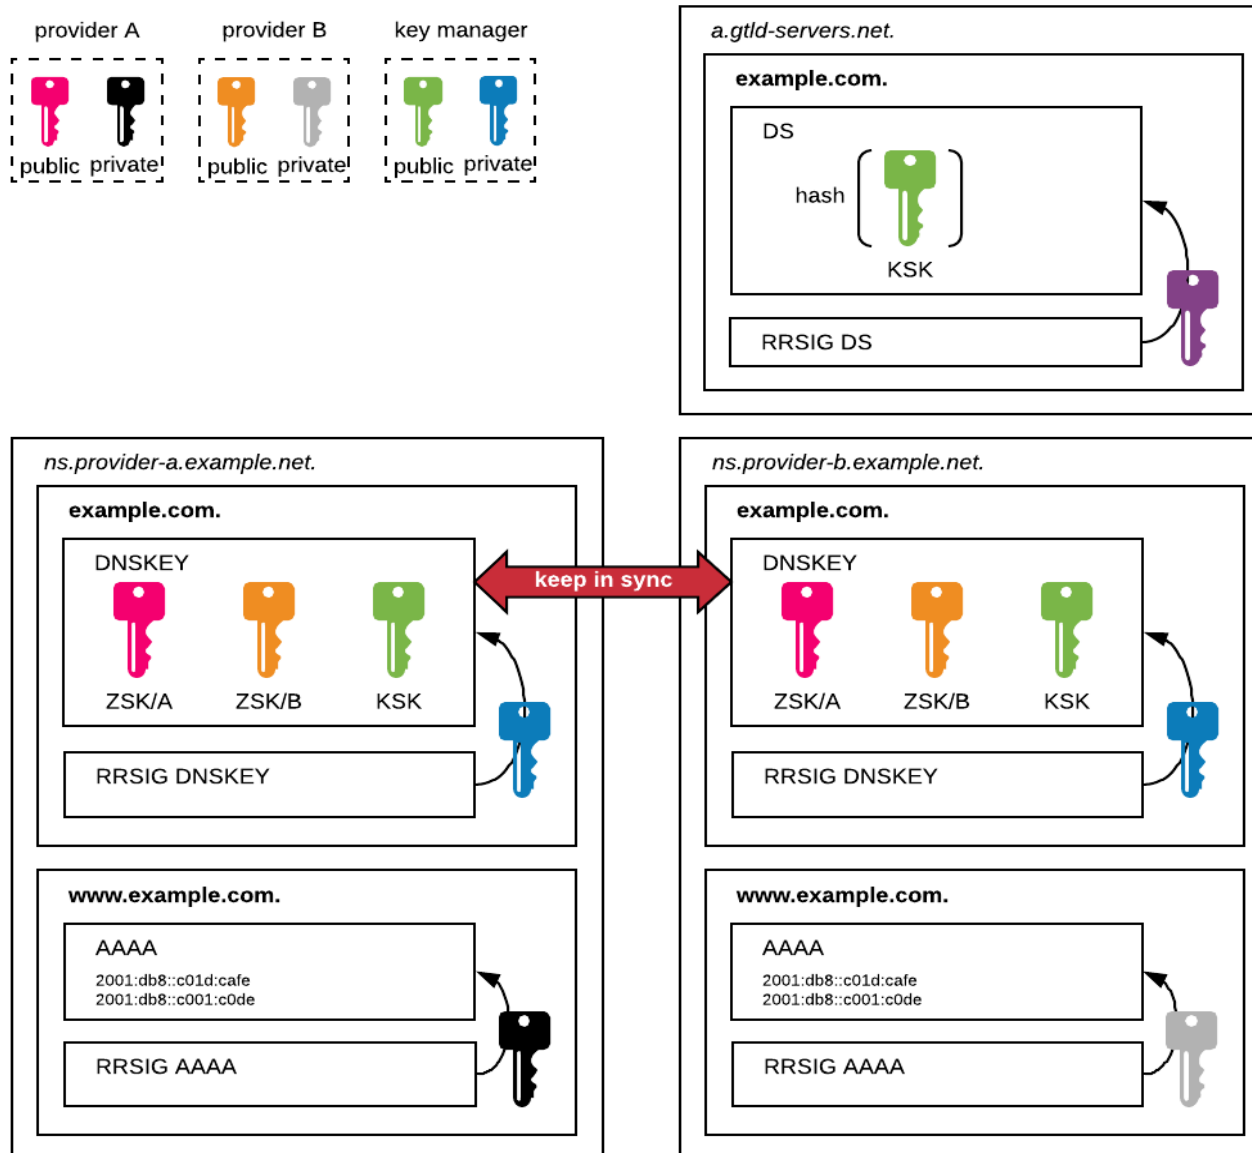 provider A
provider B
key manager
public private
public private
public private
a.gtld-servers.net.
example.com.
DS
hash
KSK
RRSIG DS
ns.provider-a.example.net.
example.com.
DNSKEY
ZSK/A
ZSK/B
KSK
RRSIG DNSKEY
www.example.com.
AAAA
2001:db8::c01d:cafe
2001:db8::c001:c0de
RRSIG AAAA
keep in sync
ns.provider-b.example.net.
example.com.
DNSKEY
ZSK/A
ZSK/B
KSK
RRSIG DNSKEY
www.example.com.
AAAA
2001:db8::c01d:cafe
2001:db8::c001:c0de
RRSIG AAAA